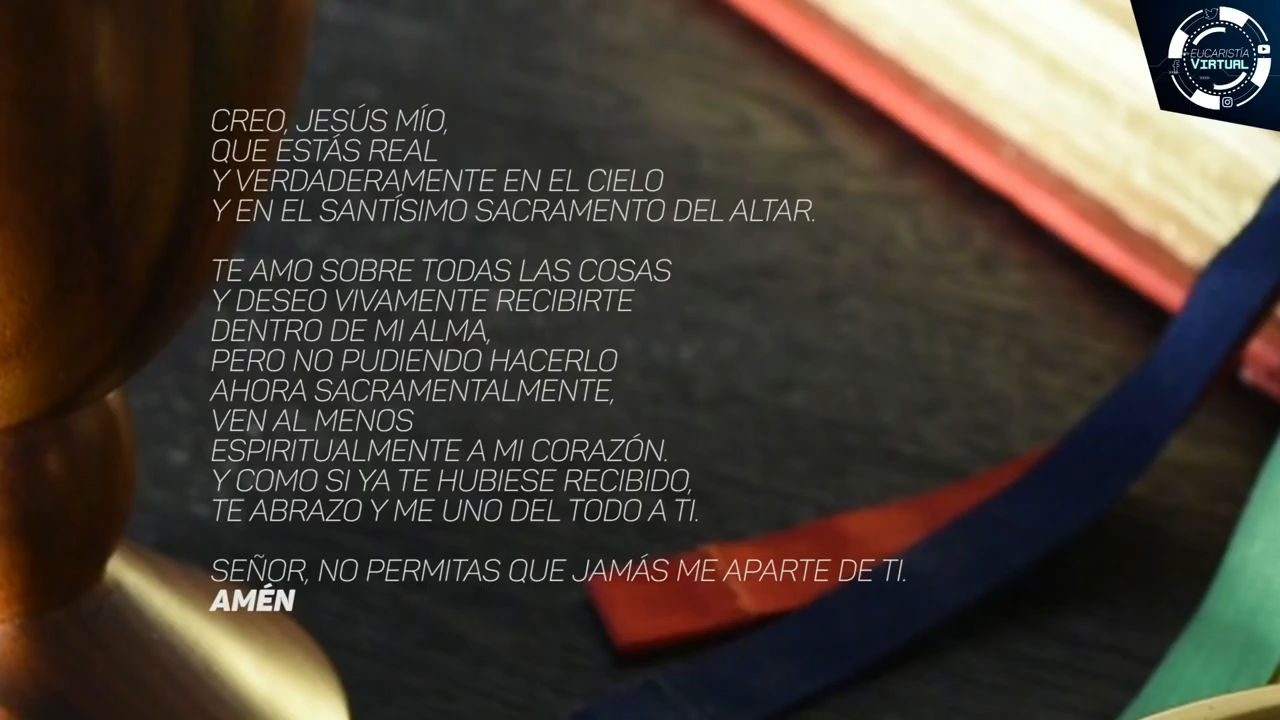 EUCARISTÍA
VIRTUAL
CREO, JESÚS MÍO,
QUE ESTÁS REAL
Y VERDADERAMENTE EN EL CIELO
Y EN EL SANTÍSIMO SACRAMENTO DEL ALTAR.
TE AMO SOBRE TODAS LAS COSAS
Y DESEO VIVAMENTE RECIBIRTE
DENTRO DE MI ALMA,
PERO NO PUDIENDO HACERLO
AHORA SACRAMENTALMENTE,
VEN AL MENOS
ESPIRITUALMENTE A MI CORAZÓN.
Y COMO SI YA TE HUBIESE RECIBIDO,
TE ABRAZO Y ME UNO DEL TODO A TI.
SEÑOR, NO PERMITAS QUE JAMÁS ME APARTE DE TI.
AMÉN